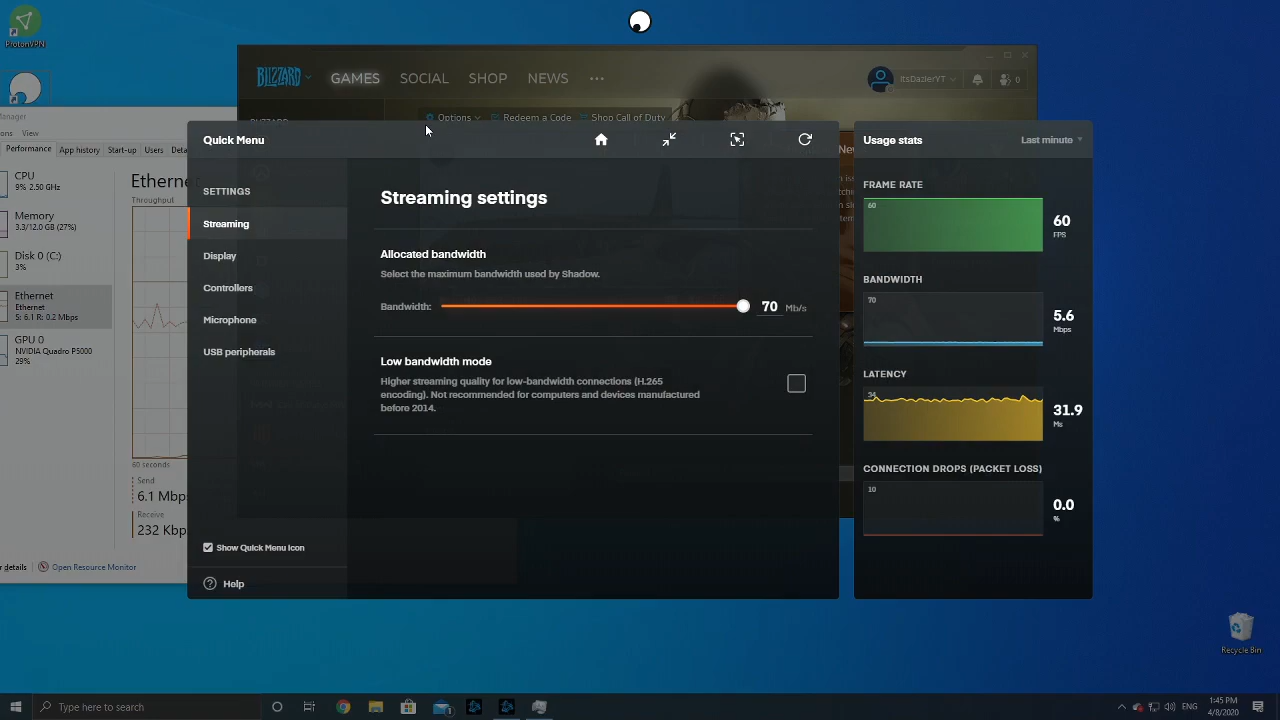 ProtonVPN
BLIZZARD
GAMES
SOCIAL
SHOP
NEWS
ItsDazlerYT
0
Options
Redeem a Code
Shop Call of Duty
View
Performance
App history
Start-up
Users
CPU
9% 2.50 GHz
Memory
3.3/12.0 GB (27%)
Disk 0 (C:)
3%
Ethernet
Ethernet
S: 6.1 R: 0.2 Mbps
GPU 0
NVIDIA Quadro P5000
29%
Throughput
60 seconds
Send
6.1 Mbps
Receive
232 Kbps
Open Resource Monitor
Quick Menu
SETTINGS
Streaming
Display
Controllers
Microphone
USB peripherals
Show Quick Menu Icon
Help
Streaming settings
Allocated bandwidth
Select the maximum bandwidth used by Shadow.
Bandwidth:
70 Mb/s
Low bandwidth mode
Higher streaming quality for low-bandwidth connections (H.265
encoding). Not recommended for computers and devices manufactured
before 2014.
Usage stats
Last minute
FRAME RATE
60
60
FPS
BANDWIDTH
70
5.6
Mbps
LATENCY
34
31.9
Ms
CONNECTION DROPS (PACKET LOSS)
10
0.0
%
Recycle Bin
Type here to search
ENG
1:45 PM
4/8/2020